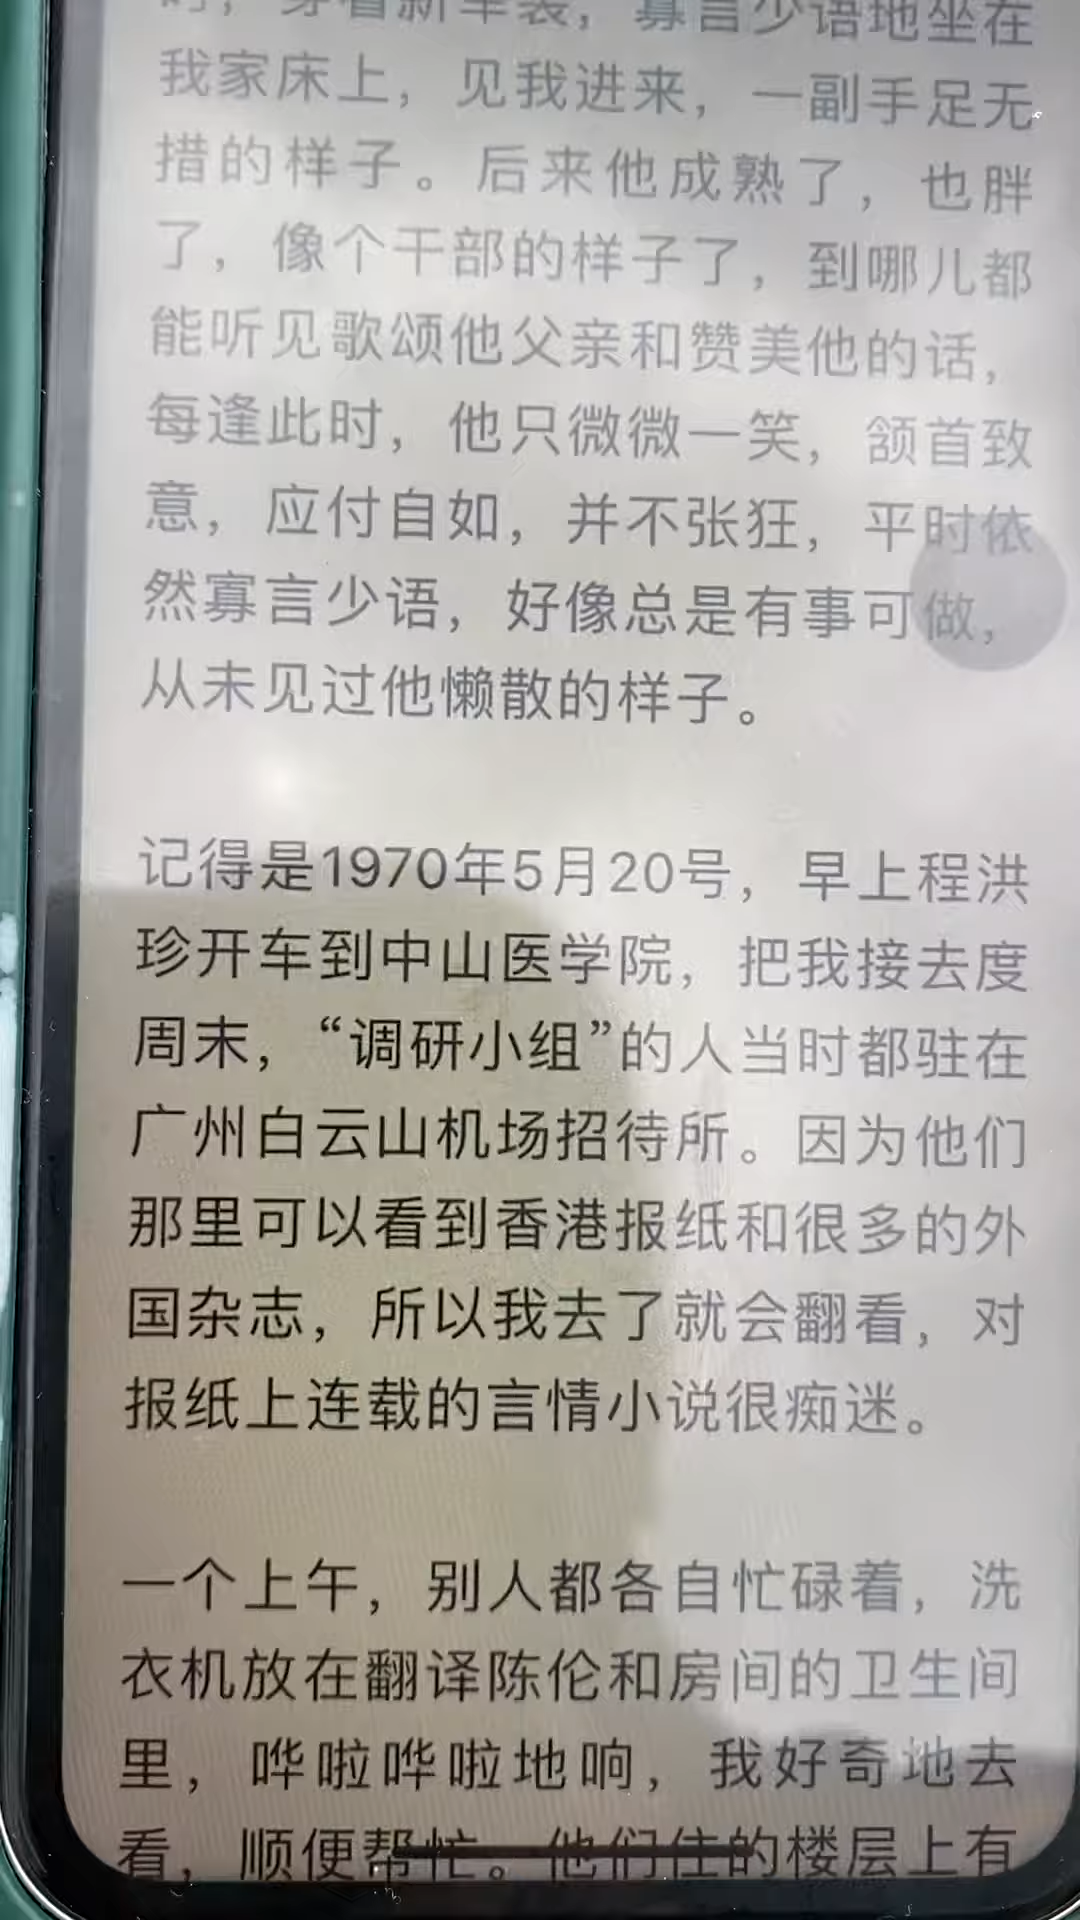 时，穿着新军装，寡言少语地坐在
我家床上，见我进来，一副手足无
措的样子。后来他成熟了，也胖
了，像个干部的样子了，到哪儿都
能听见歌颂他父亲和赞美他的话，
每逢此时，他只微微一笑，颔首致
意，应付自如，并不张狂，平时依
然寡言少语，好像总是有事可做，
从未见过他懒散的样子。
记得是1970年5月20号，早上程洪
珍开车到中山医学院，把我接去度
周末，“调研小组”的人当时都驻在
广州白云山机场招待所。因为他们
那里可以看到香港报纸和很多的外
国杂志，所以我去了就会翻看，对
报纸上连载的言情小说很痴迷。
一个上午，别人都各自忙碌着，洗
衣机放在翻译陈伦和房间的卫生间
里，哗啦哗啦地响，我好奇地去
看，顺便帮忙。他们住的楼层上有